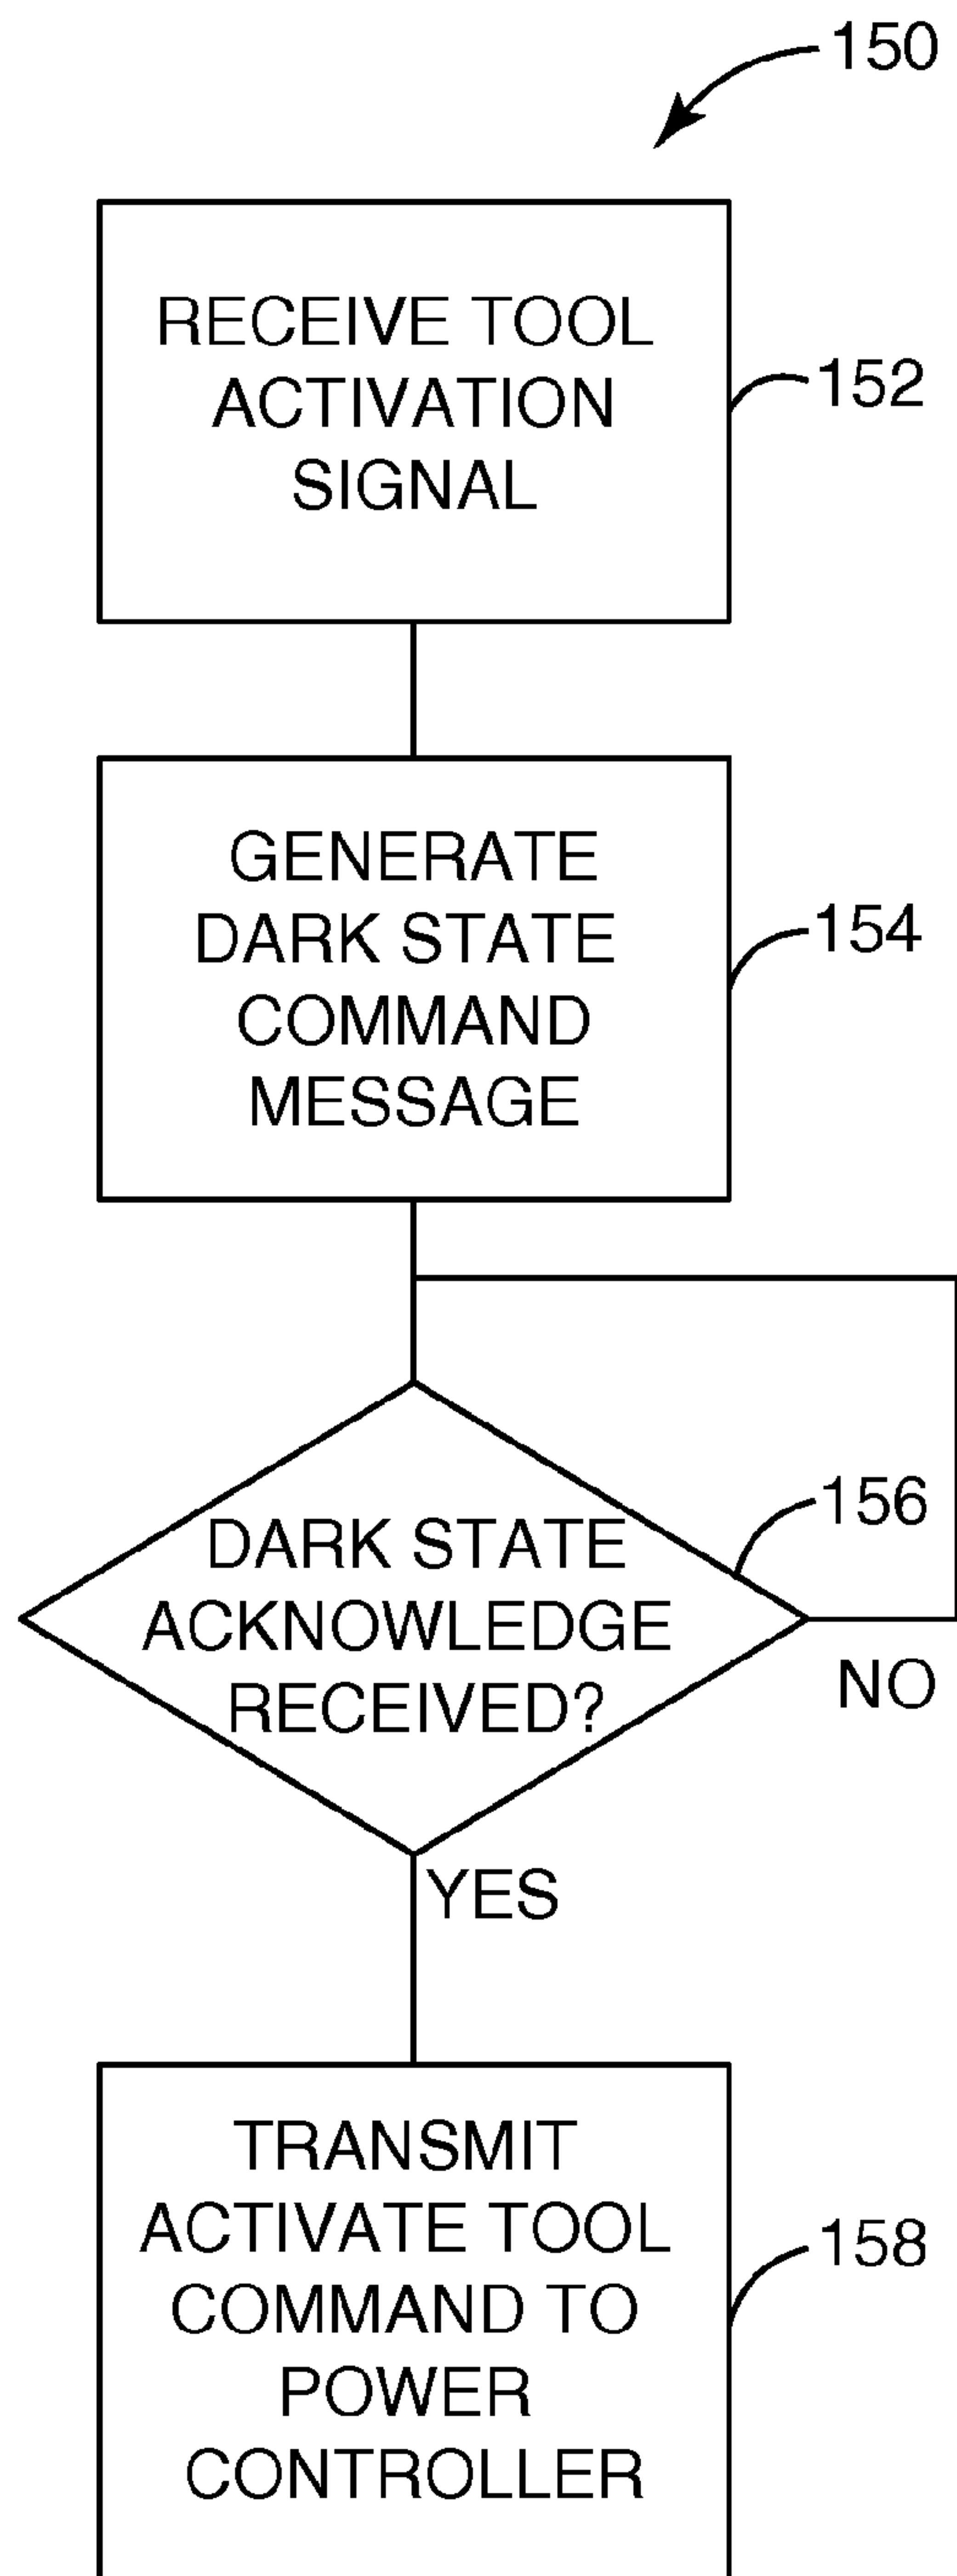 150
RECEIVE TOOL
ACTIVATION
SIGNAL
152
GENERATE
DARK STATE
COMMAND
MESSAGE
154
DARK STATE
ACKNOWLEDGE
RECEIVED?
156
NO
YES
TRANSMIT
ACTIVATE TOOL
COMMAND TO
POWER
CONTROLLER
158